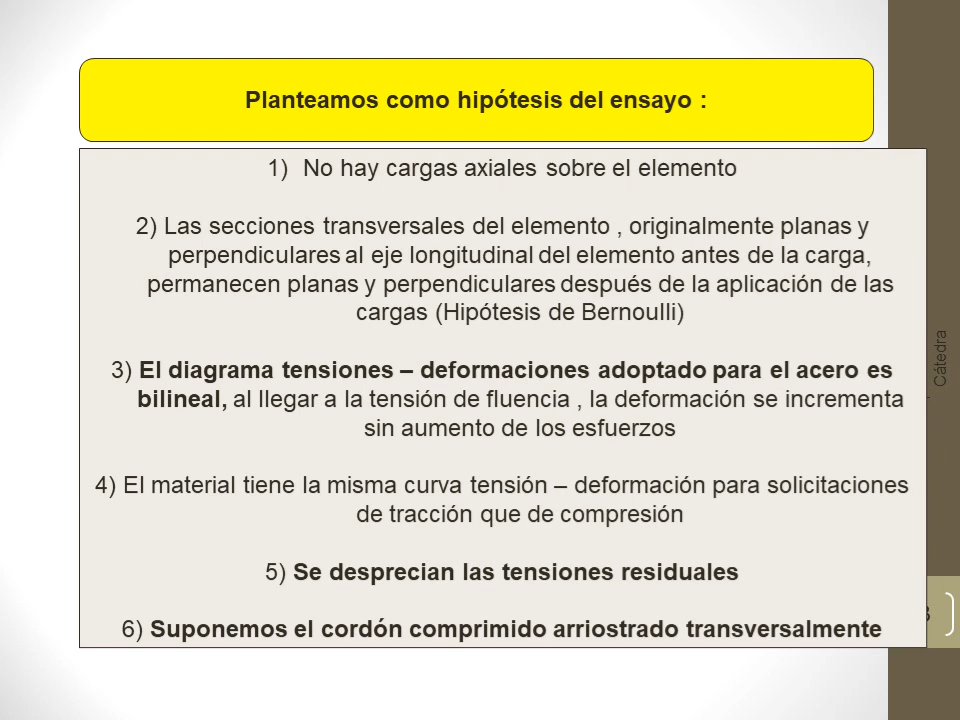 Planteamos como hipótesis del ensayo :
1) No hay cargas axiales sobre el elemento
2) Las secciones transversales del elemento , originalmente planas y
perpendiculares al eje longitudinal del elemento antes de la carga,
permanecen planas y perpendiculares después de la aplicación de las
cargas (Hipótesis de Bernoulli)
3) El diagrama tensiones – deformaciones adoptado para el acero es
bilineal, al llegar a la tensión de fluencia , la deformación se incrementa
sin aumento de los esfuerzos
4) El material tiene la misma curva tensión – deformación para solicitaciones
de tracción que de compresión
5) Se desprecian las tensiones residuales
6) Suponemos el cordón comprimido arriostrado transversalmente
Cátedra